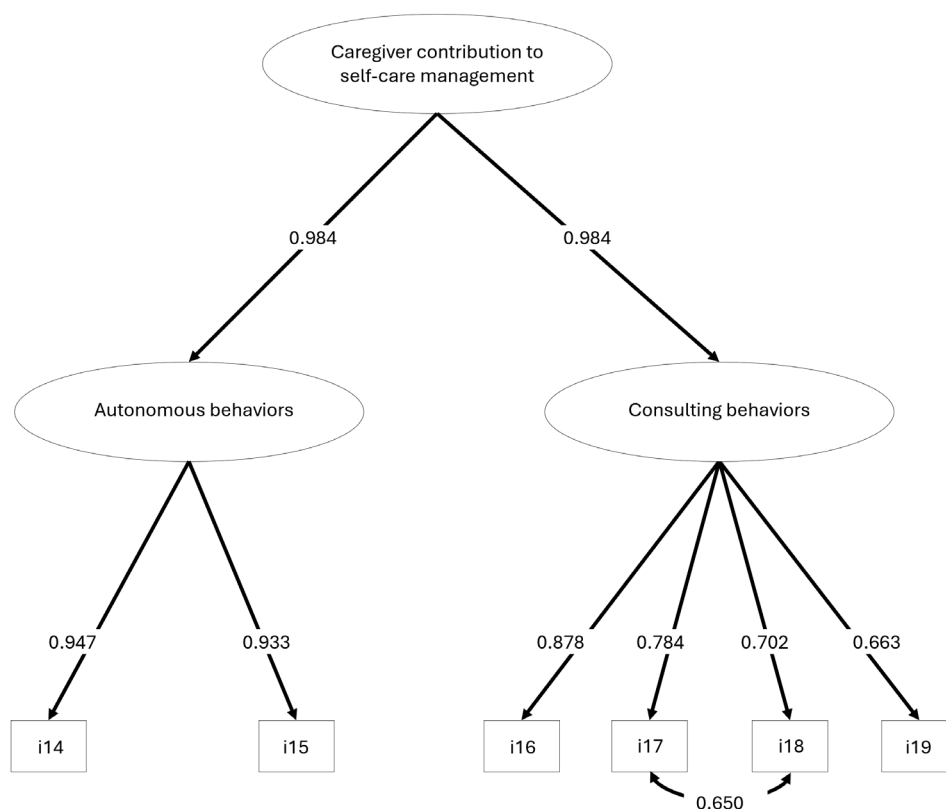 Caregiver contribution to
self-care management
0.984
0.984
Autonomous behaviors
Consulting behaviors
0.947
0.933
0.878
0.784
0.702
0.663
i14
i15
i16
i17
i18
i19
0.650